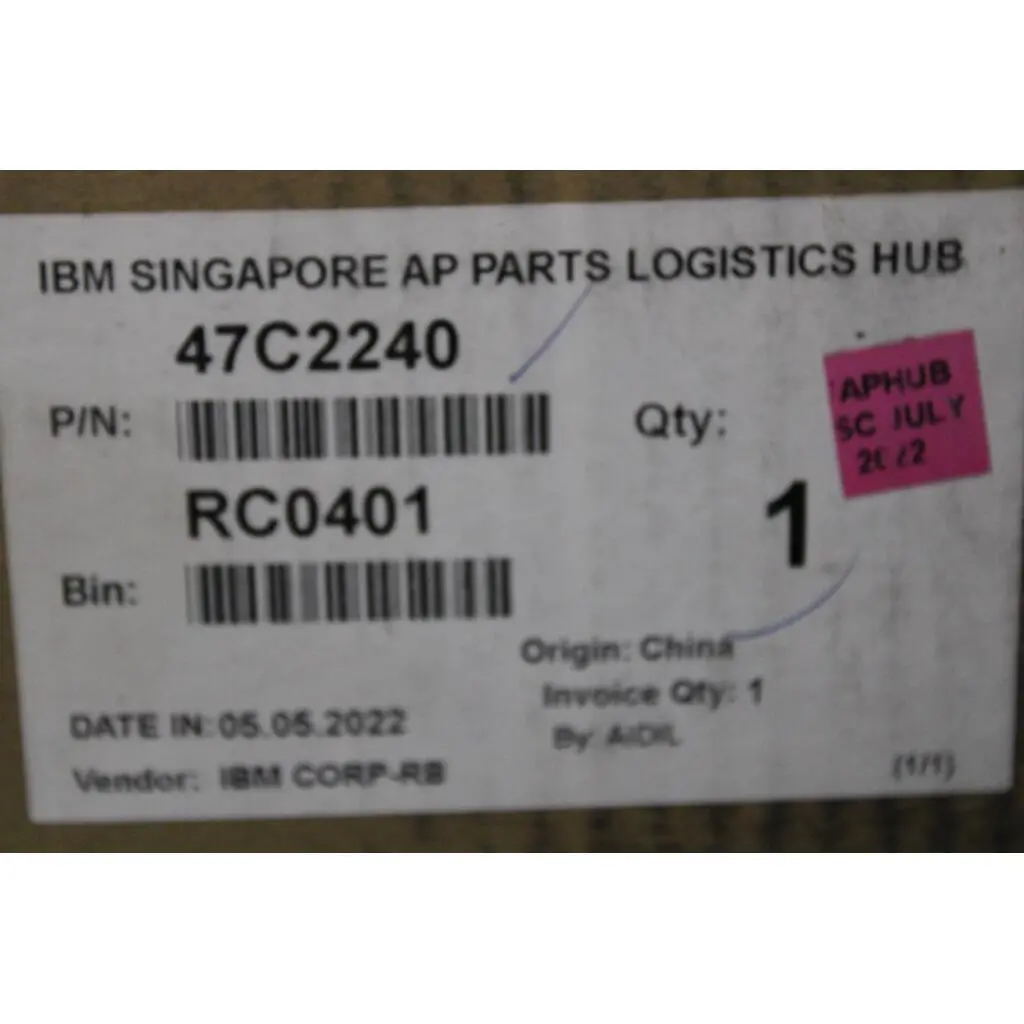 IBM SINGAPORE AP PARTS LOGISTICS HUB
47C2240
P/N:
Qty:
APHUB
SC JULY
2022
RC0401
1
Bin:
Origin: China
Invoice Qty: 1
DATE IN: 05.05.2022
By: AIDIL
Vendor: IBM CORP-RB
(1/1)